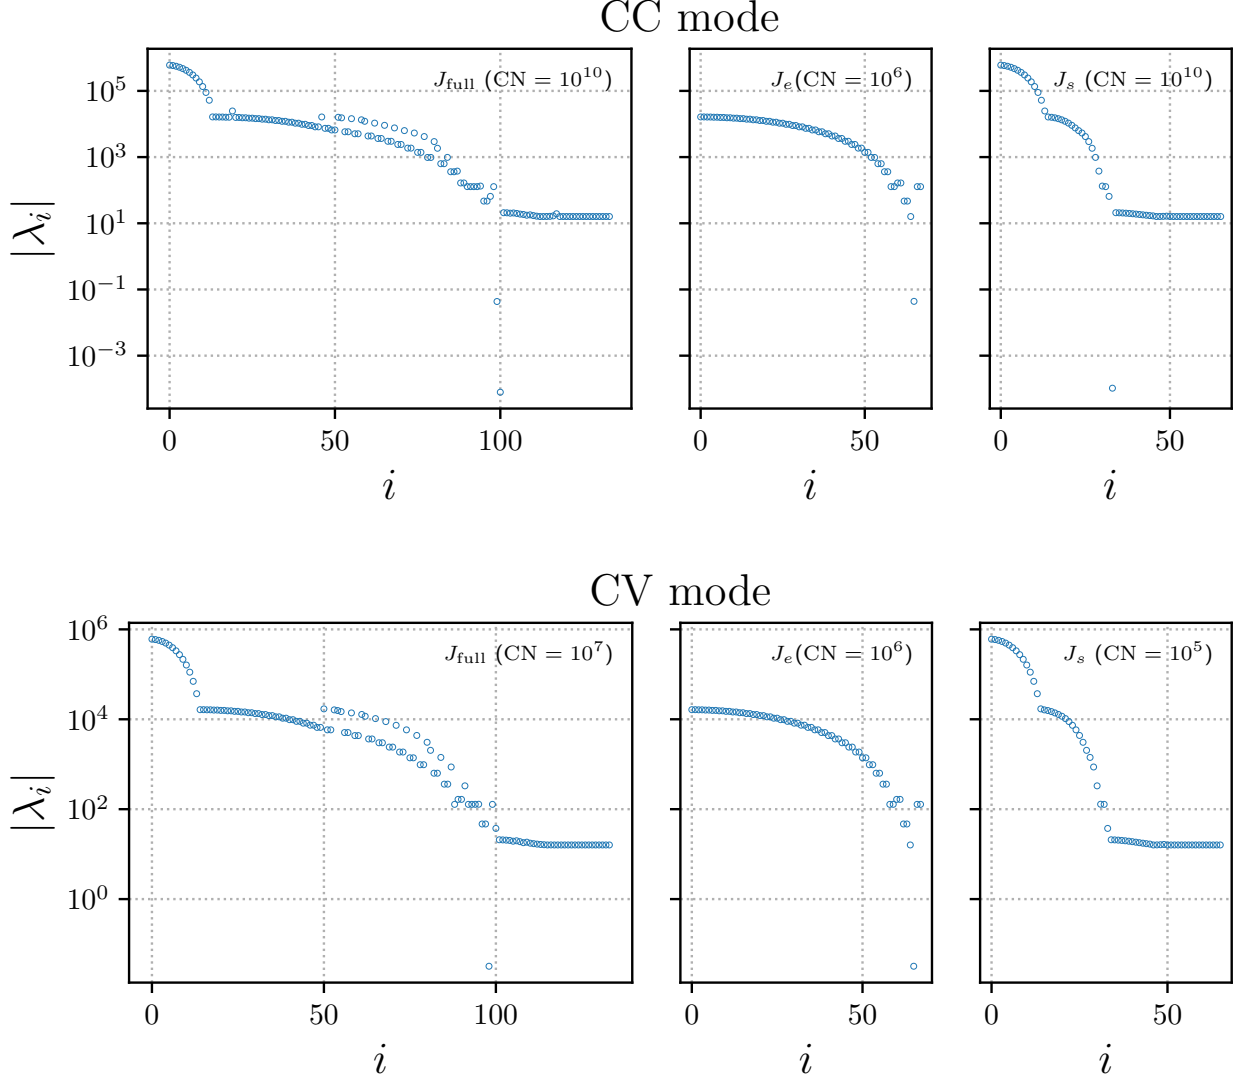 CC mode
J_full (CN = 10^10)
J_e(CN = 10^6)
J_s (CN = 10^10)
|λ_i|
10^5
10^3
10^1
10^−1
10^−3
0 50 100
0 50
0 50
i
i
i
CV mode
J_full (CN = 10^7)
J_e(CN = 10^6)
J_s (CN = 10^5)
|λ_i|
10^6
10^4
10^2
10^0
0 50 100
0 50
0 50
i
i
i